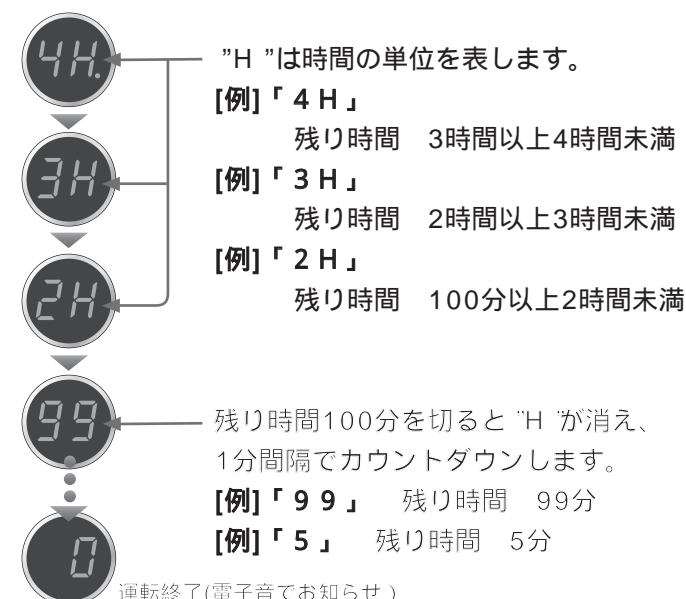 4H.
"H "は時間の単位を表します。
[例]「４Ｈ」
残り時間　3時間以上4時間未満
3H
[例]「３Ｈ」
残り時間　2時間以上3時間未満
2H
[例]「２Ｈ」
残り時間　100分以上2時間未満
99
残り時間100分を切ると "H "が消え、
1分間隔でカウントダウンします。
[例]「９９」　残り時間　99分
[例]「５」　残り時間　5分
0
運転終了(電子音でお知らせ )